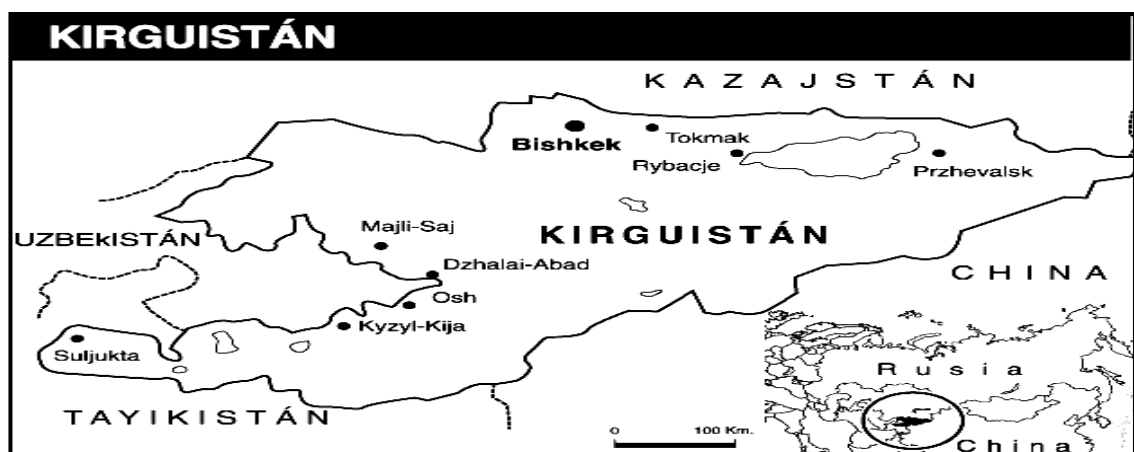 KIRGUISTÁN
KAZAJSTÁN
Bishkek
Tokmak
Rybacje
Przhevalsk
UZBEkISTÁN
Majli-Saj
KIRGUISTÁN
Dzhalai-Abad
CHINA
Osh
Kyzyl-Kija
Suljukta
Rusia
TAYIKISTÁN
0 100 Km.
China